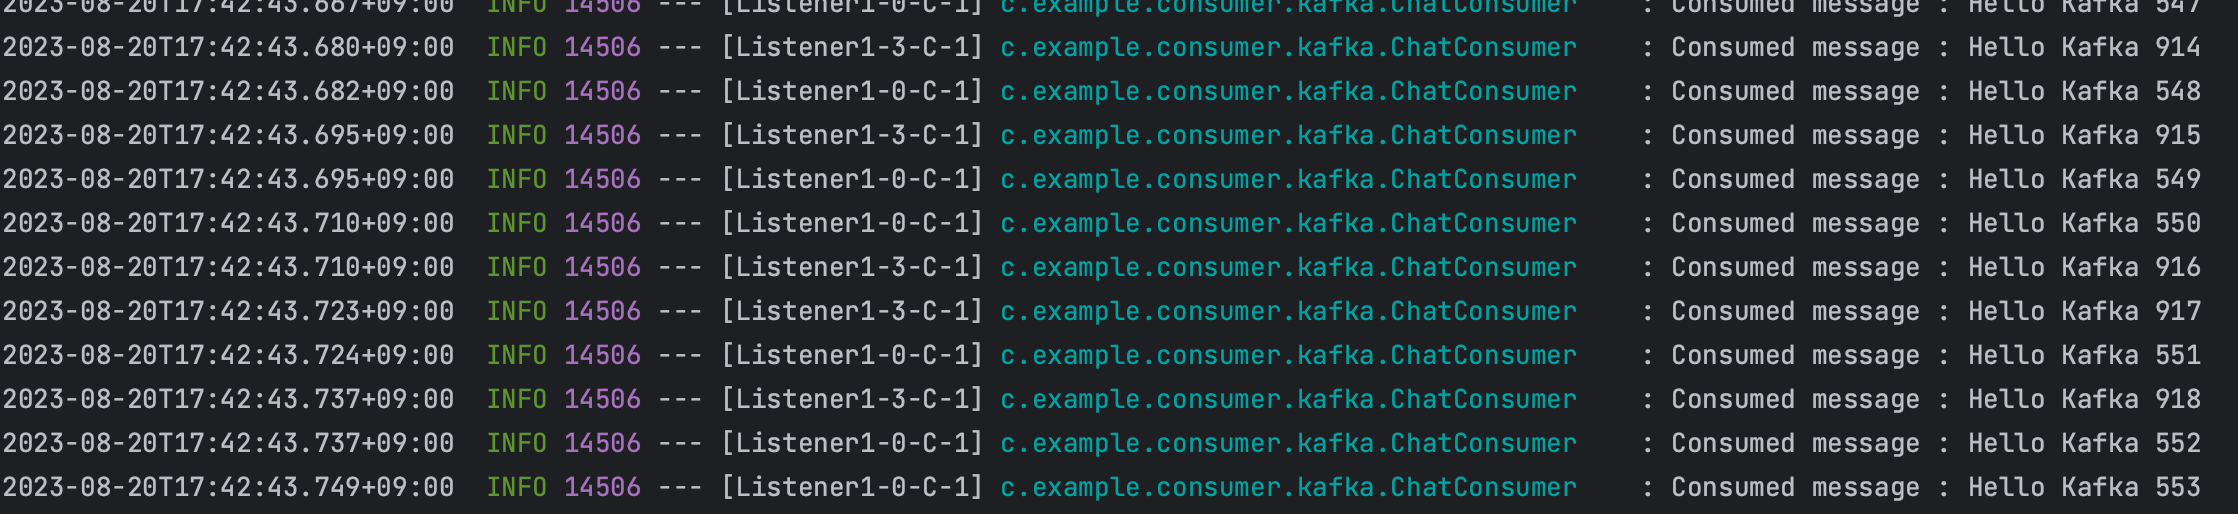 2023-08-20T17:42:43.667+09:00  INFO 14506 --- [Listener1-0-C-1] c.example.consumer.kafka.ChatConsumer    : Consumed message : Hello Kafka 547
2023-08-20T17:42:43.680+09:00  INFO 14506 --- [Listener1-3-C-1] c.example.consumer.kafka.ChatConsumer    : Consumed message : Hello Kafka 914
2023-08-20T17:42:43.682+09:00  INFO 14506 --- [Listener1-0-C-1] c.example.consumer.kafka.ChatConsumer    : Consumed message : Hello Kafka 548
2023-08-20T17:42:43.695+09:00  INFO 14506 --- [Listener1-3-C-1] c.example.consumer.kafka.ChatConsumer    : Consumed message : Hello Kafka 915
2023-08-20T17:42:43.695+09:00  INFO 14506 --- [Listener1-0-C-1] c.example.consumer.kafka.ChatConsumer    : Consumed message : Hello Kafka 549
2023-08-20T17:42:43.710+09:00  INFO 14506 --- [Listener1-0-C-1] c.example.consumer.kafka.ChatConsumer    : Consumed message : Hello Kafka 550
2023-08-20T17:42:43.710+09:00  INFO 14506 --- [Listener1-3-C-1] c.example.consumer.kafka.ChatConsumer    : Consumed message : Hello Kafka 916
2023-08-20T17:42:43.723+09:00  INFO 14506 --- [Listener1-3-C-1] c.example.consumer.kafka.ChatConsumer    : Consumed message : Hello Kafka 917
2023-08-20T17:42:43.724+09:00  INFO 14506 --- [Listener1-0-C-1] c.example.consumer.kafka.ChatConsumer    : Consumed message : Hello Kafka 551
2023-08-20T17:42:43.737+09:00  INFO 14506 --- [Listener1-3-C-1] c.example.consumer.kafka.ChatConsumer    : Consumed message : Hello Kafka 918
2023-08-20T17:42:43.737+09:00  INFO 14506 --- [Listener1-0-C-1] c.example.consumer.kafka.ChatConsumer    : Consumed message : Hello Kafka 552
2023-08-20T17:42:43.749+09:00  INFO 14506 --- [Listener1-0-C-1] c.example.consumer.kafka.ChatConsumer    : Consumed message : Hello Kafka 553